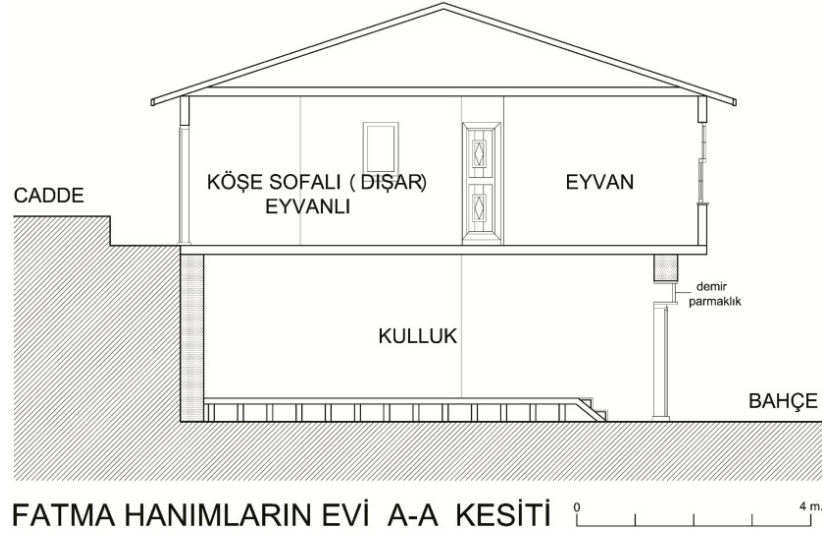 CADDE
KÖŞE SOFALI ( DIŞAR)
EYVANLI
EYVAN
demir
parmaklık
KULLUK
BAHÇE
FATMA HANIMLARIN EVİ A-A KESİTİ
0 4 m.